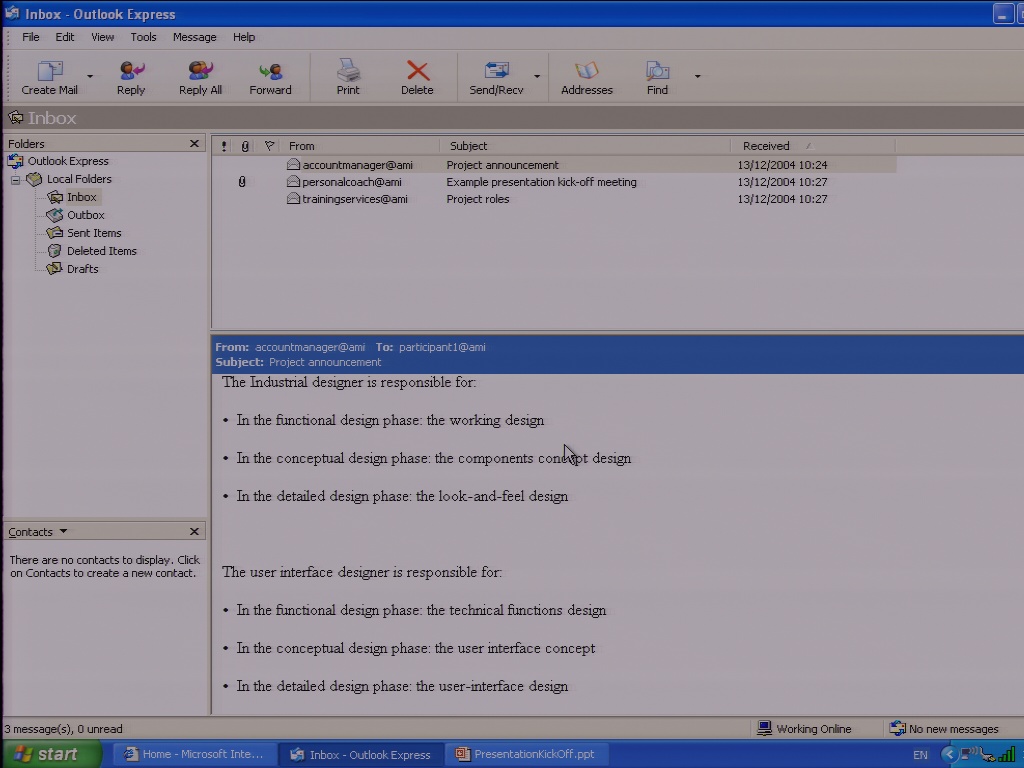 Inbox - Outlook Express
File Edit View Tools Message Help
Create Mail Reply Reply All Forward Print Delete Send/Recv Addresses Find
Inbox
Folders
! From Subject Received
Outlook Express
accountmanager@ami Project announcement 13/12/2004 10:24
Local Folders
personalcoach@ami Example presentation kick-off meeting 13/12/2004 10:27
Inbox
trainingservices@ami Project roles 13/12/2004 10:27
Outbox
Sent Items
Deleted Items
Drafts
From: accountmanager@ami To: participant1@ami
Subject: Project announcement
The Industrial designer is responsible for:
• In the functional design phase: the working design
• In the conceptual design phase: the components concept design
• In the detailed design phase: the look-and-feel design
The user interface designer is responsible for:
• In the functional design phase: the technical functions design
• In the conceptual design phase: the user interface concept
• In the detailed design phase: the user-interface design
Contacts
There are no contacts to display. Click
on Contacts to create a new contact.
3 message(s), 0 unread Working Online No new messages
start Home - Microsoft Inte... Inbox - Outlook Express PresentationKickOff.ppt EN